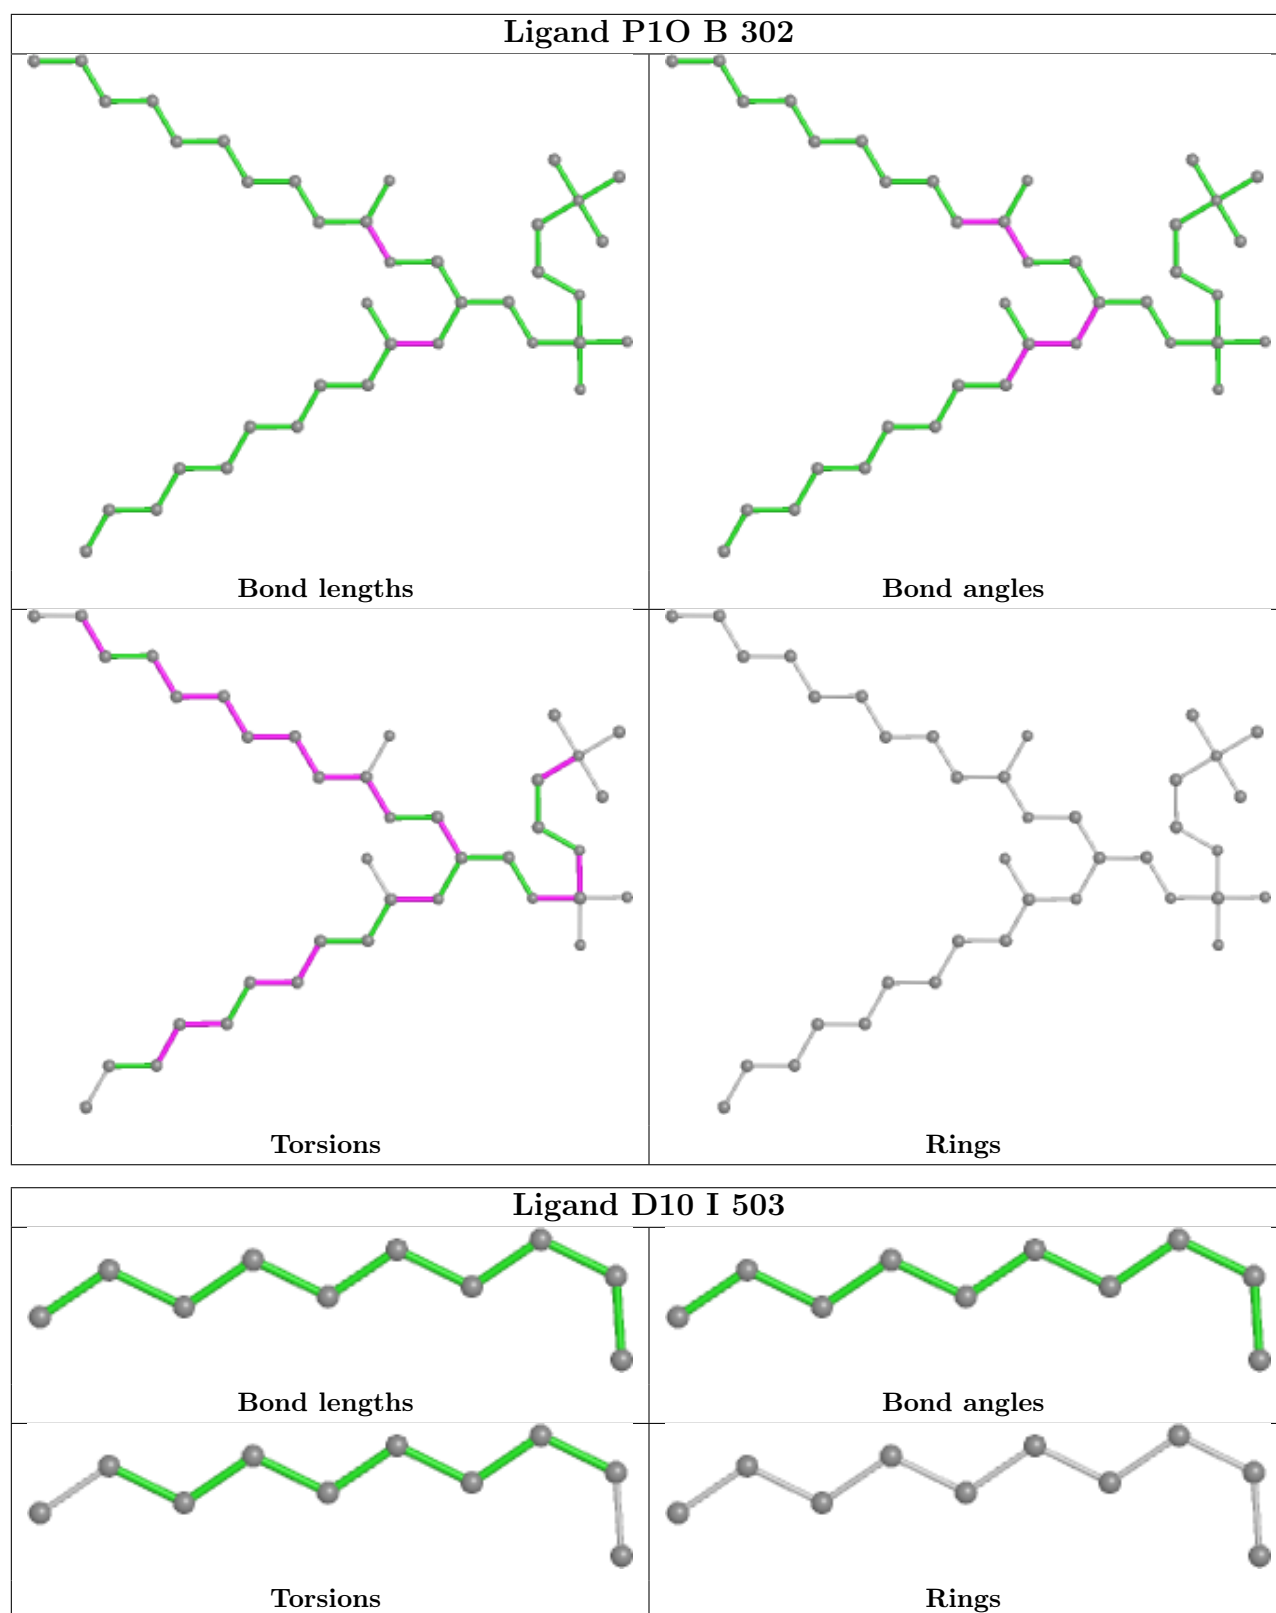 Ligand P1O B 302
Bond lengths
Bond angles
Torsions
Rings
Ligand D10 I 503
Bond lengths
Bond angles
Torsions
Rings